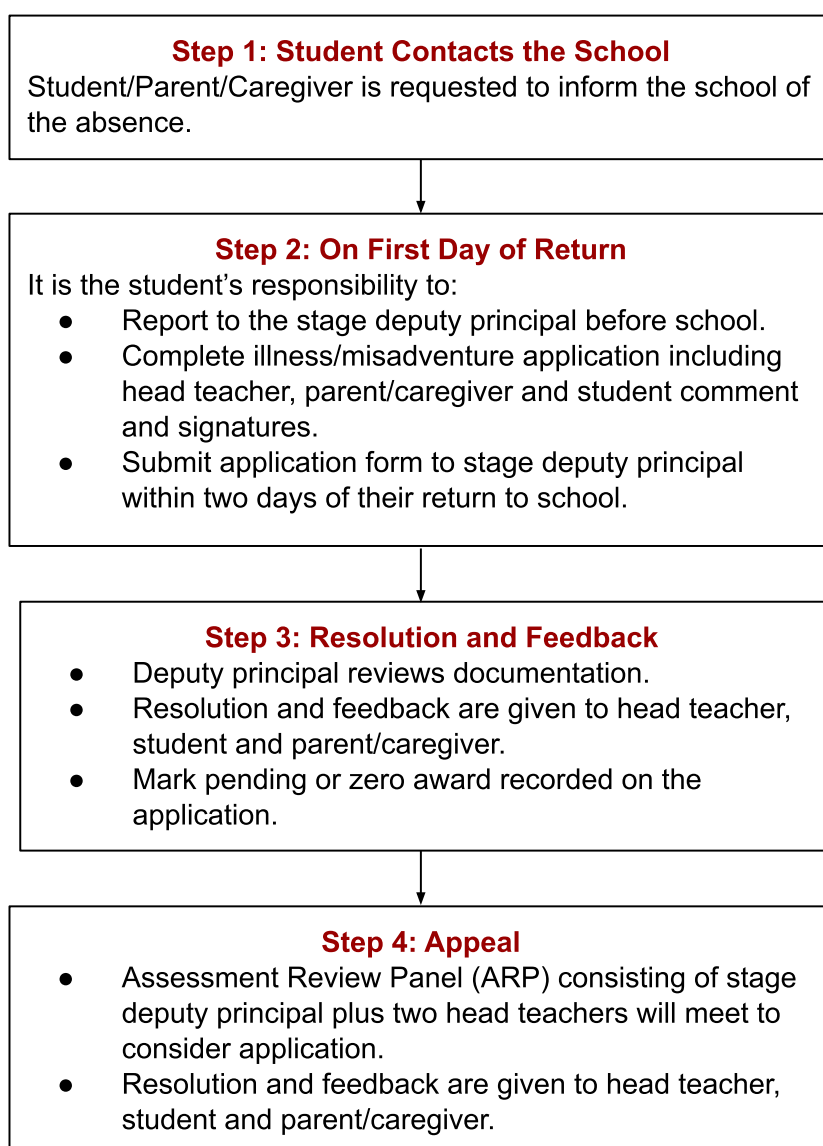 Step 1: Student Contacts the School
Student/Parent/Caregiver is requested to inform the school of
the absence.
Step 2: On First Day of Return
It is the student’s responsibility to:
● Report to the stage deputy principal before school.
● Complete illness/misadventure application including
head teacher, parent/caregiver and student comment
and signatures.
● Submit application form to stage deputy principal
within two days of their return to school.
Step 3: Resolution and Feedback
● Deputy principal reviews documentation.
● Resolution and feedback are given to head teacher,
student and parent/caregiver.
● Mark pending or zero award recorded on the
application.
Step 4: Appeal
● Assessment Review Panel (ARP) consisting of stage
deputy principal plus two head teachers will meet to
consider application.
● Resolution and feedback are given to head teacher,
student and parent/caregiver.